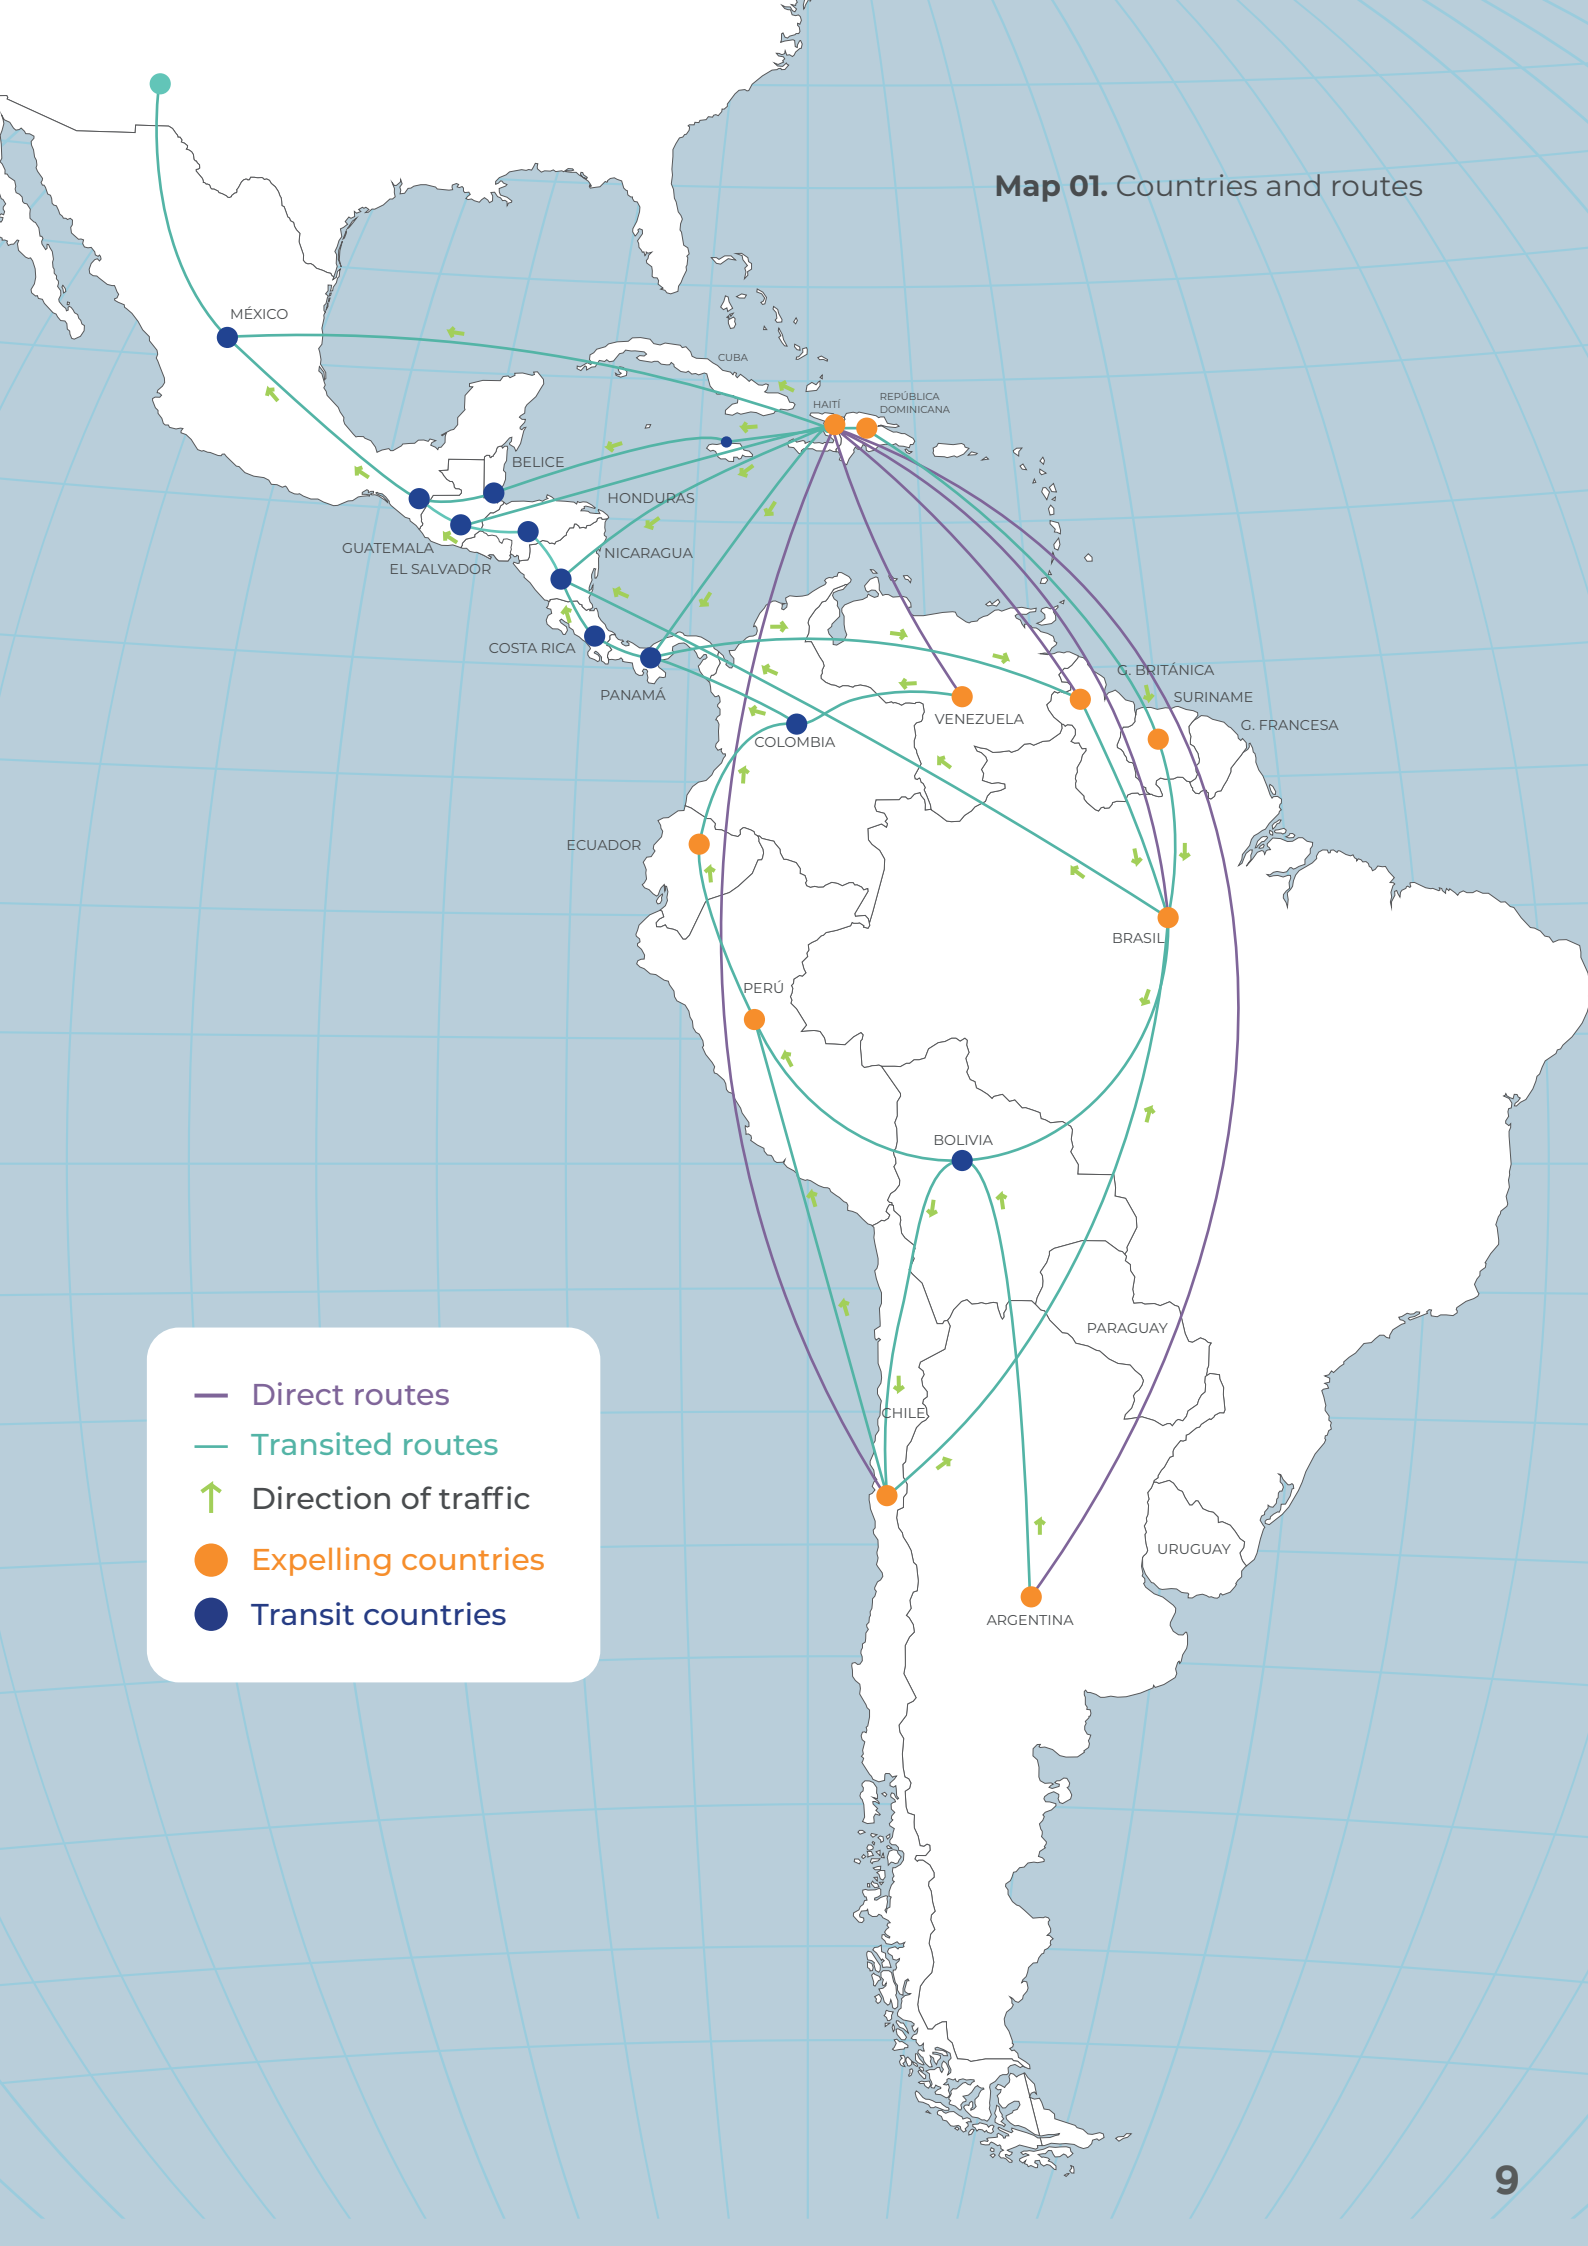 Map 01. Countries and routes
MÉXICO
CUBA
HAITÍ
REPÚBLICA
DOMINICANA
BELICE
HONDURAS
GUATEMALA
NICARAGUA
EL SALVADOR
COSTA RICA
PANAMÁ
G. BRITÁNICA
SURINAME
VENEZUELA
G. FRANCESA
COLOMBIA
ECUADOR
BRASIL
PERÚ
BOLIVIA
PARAGUAY
CHILE
URUGUAY
ARGENTINA
Direct routes
Transited routes
Direction of traffic
Expelling countries
Transit countries
9